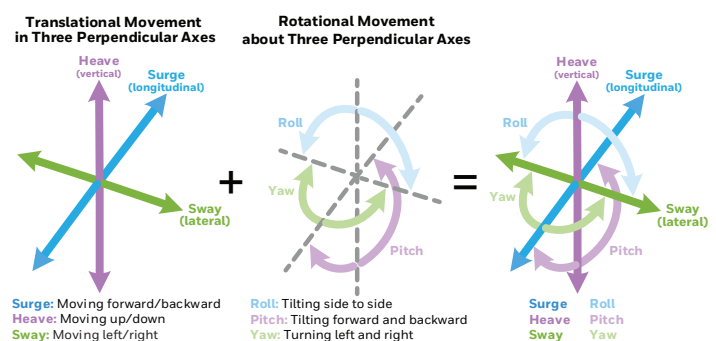 Translational Movement
in Three Perpendicular Axes
Heave
(vertical)
Surge
(longitudinal)
Sway
(lateral)
Surge: Moving forward/backward
Heave: Moving up/down
Sway: Moving left/right
+
Rotational Movement
about Three Perpendicular Axes
Roll
Yaw
Pitch
Roll: Tilting side to side
Pitch: Tilting forward and backward
Yaw: Turning left and right
=
Heave
(vertical)
Surge
(longitudinal)
Roll
Yaw
Sway
(lateral)
Pitch
Surge Roll
Heave Pitch
Sway Yaw